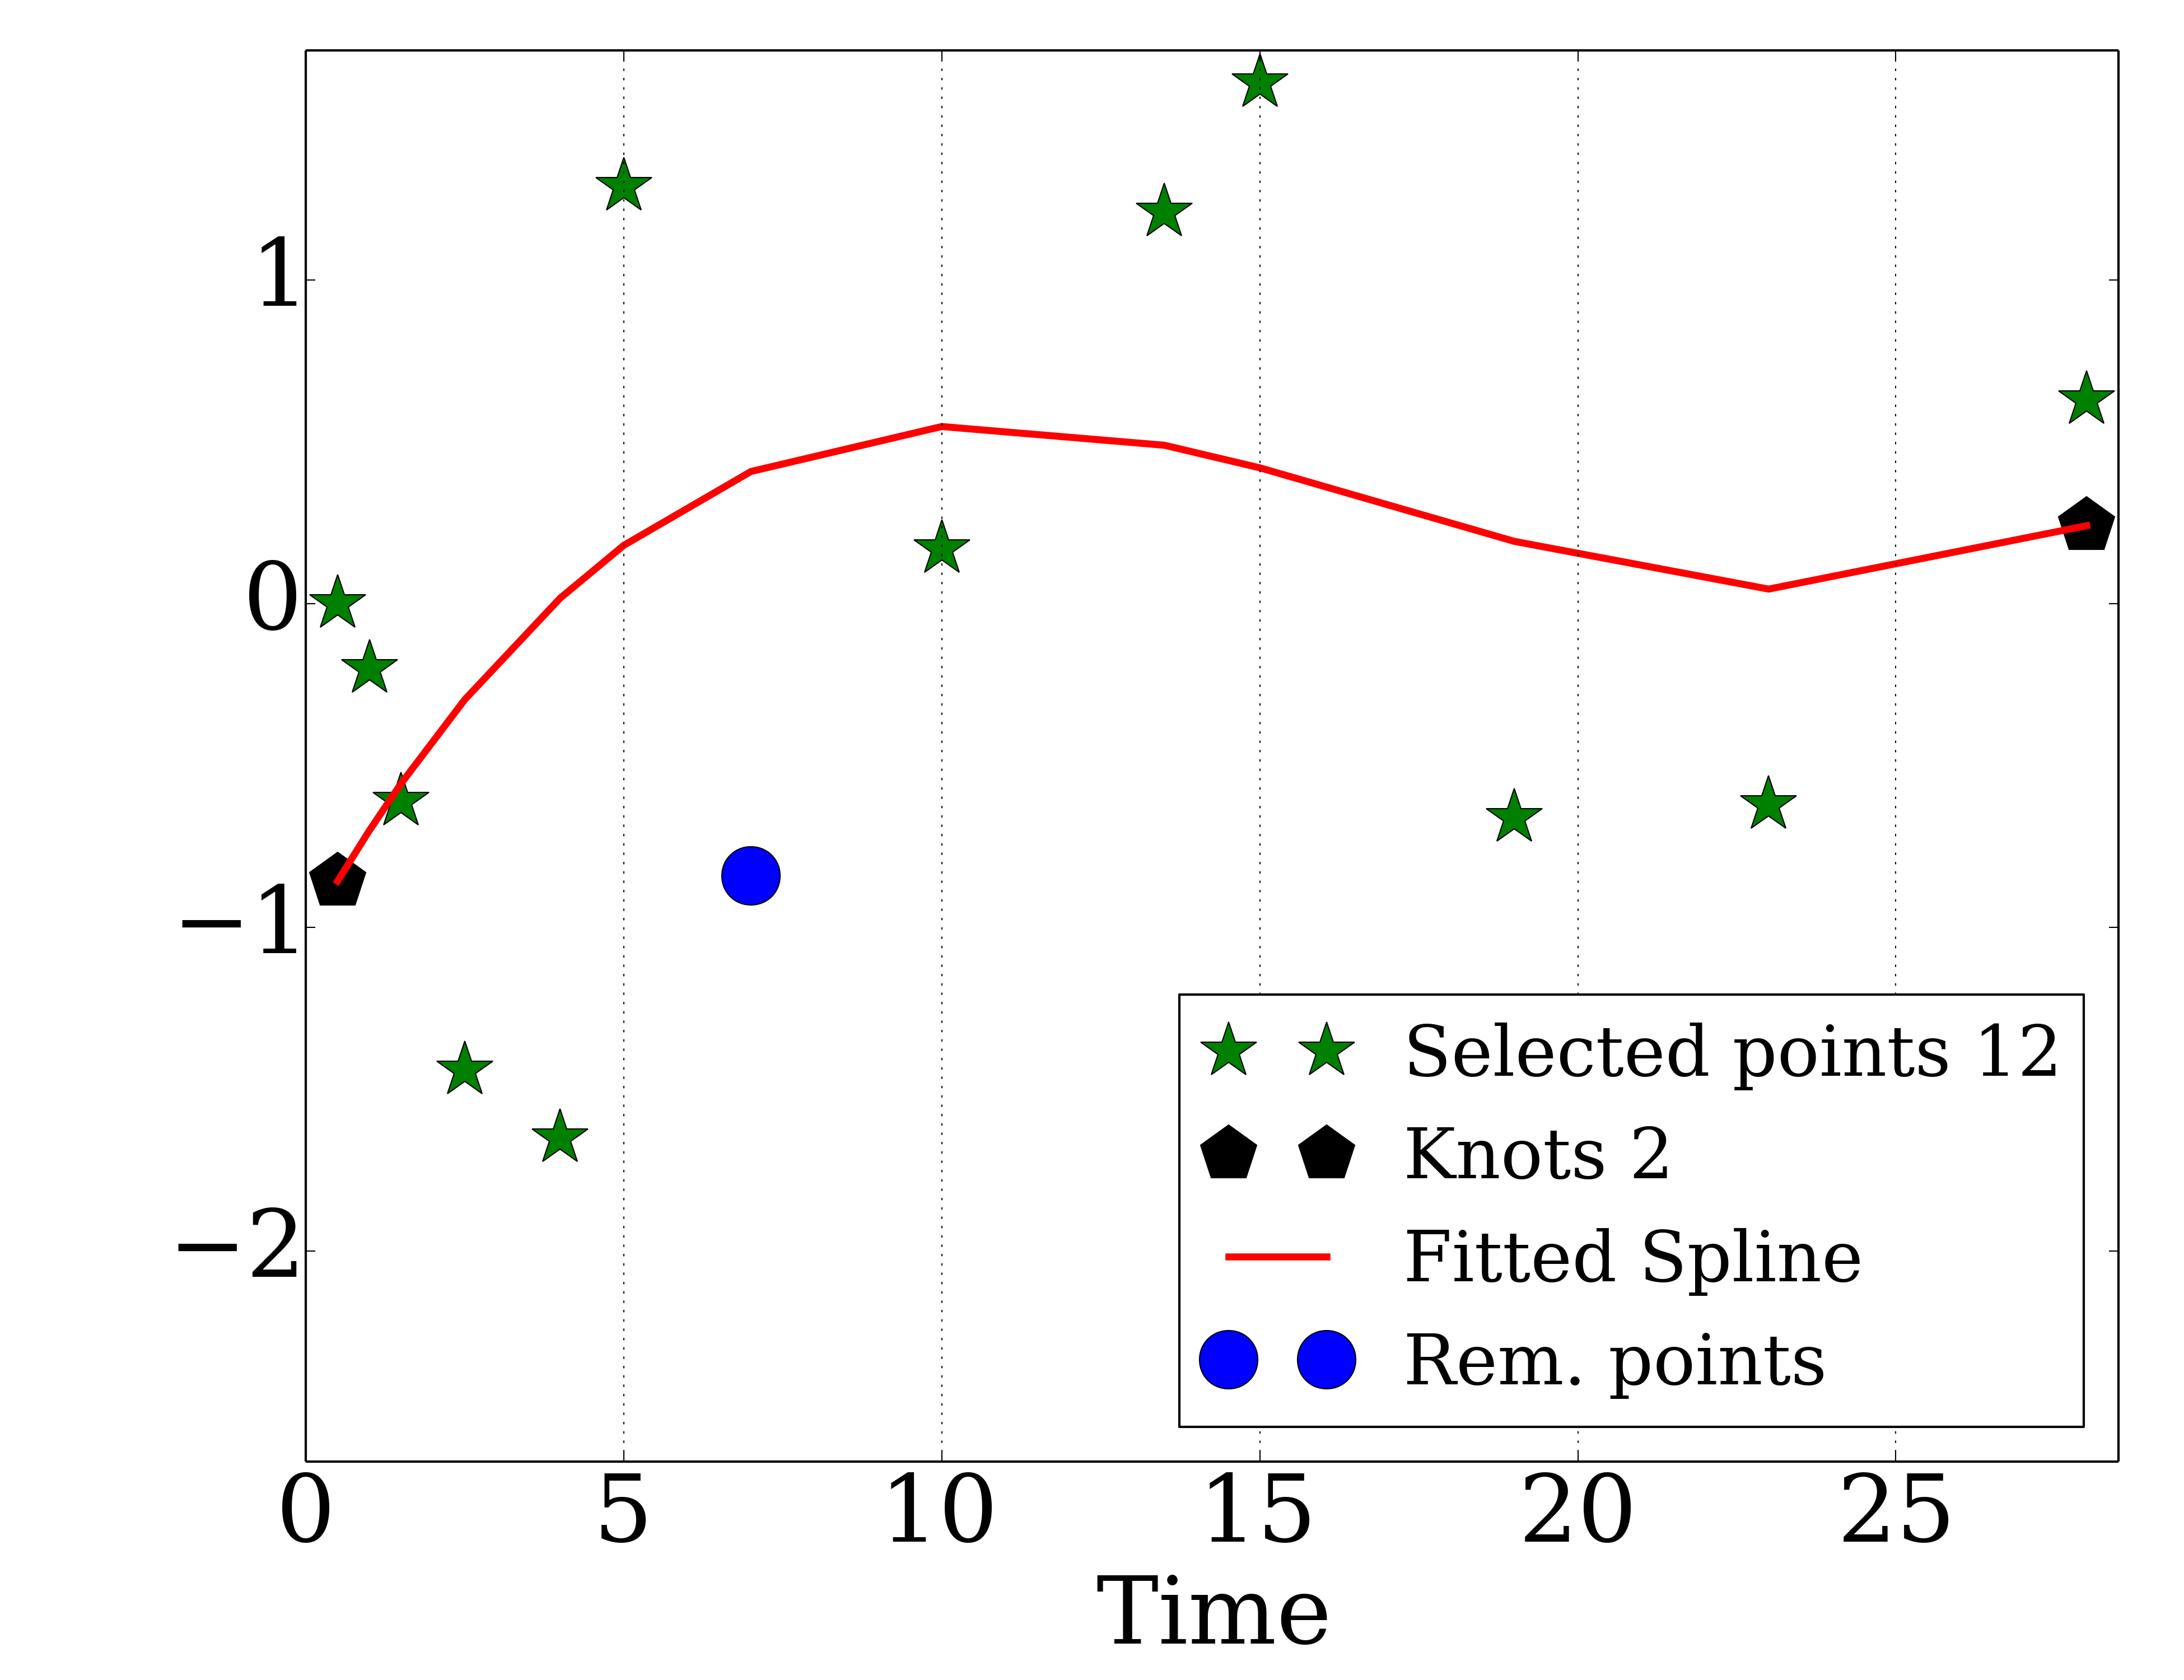 1
0
−1
−2
0 5 10 15 20 25
Time
Selected points 12
Knots 2
Fitted Spline
Rem. points